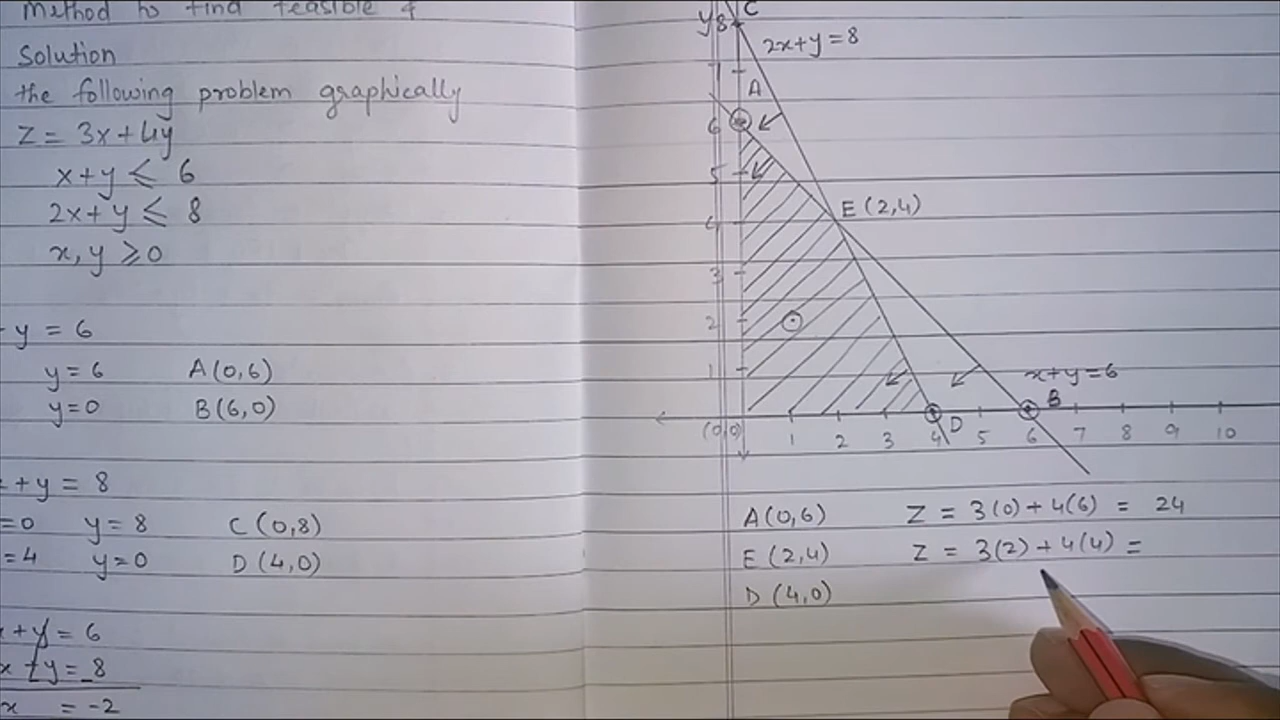 Method to find feasible &
Solution
the following problem graphically
Z = 3x + 4y
x + y ≤ 6
2x + y ≤ 8
x, y ≥ 0
y = 6
y = 6 A(0,6)
y = 0 B(6,0)
+ y = 8
=0 y = 8 C(0,8)
=4 y = 0 D(4,0)
x + y = 6
x + y = 8
x = -2
y 8 C
2x + y = 8
7
A
6
5
4 E(2,4)
3
2
1
x + y = 6
B
(0,0) 1 2 3 4 D 5 6 7 8 9 10
A(0,6) Z = 3(0) + 4(6) = 24
E(2,4) Z = 3(2) + 4(4) =
D(4,0)